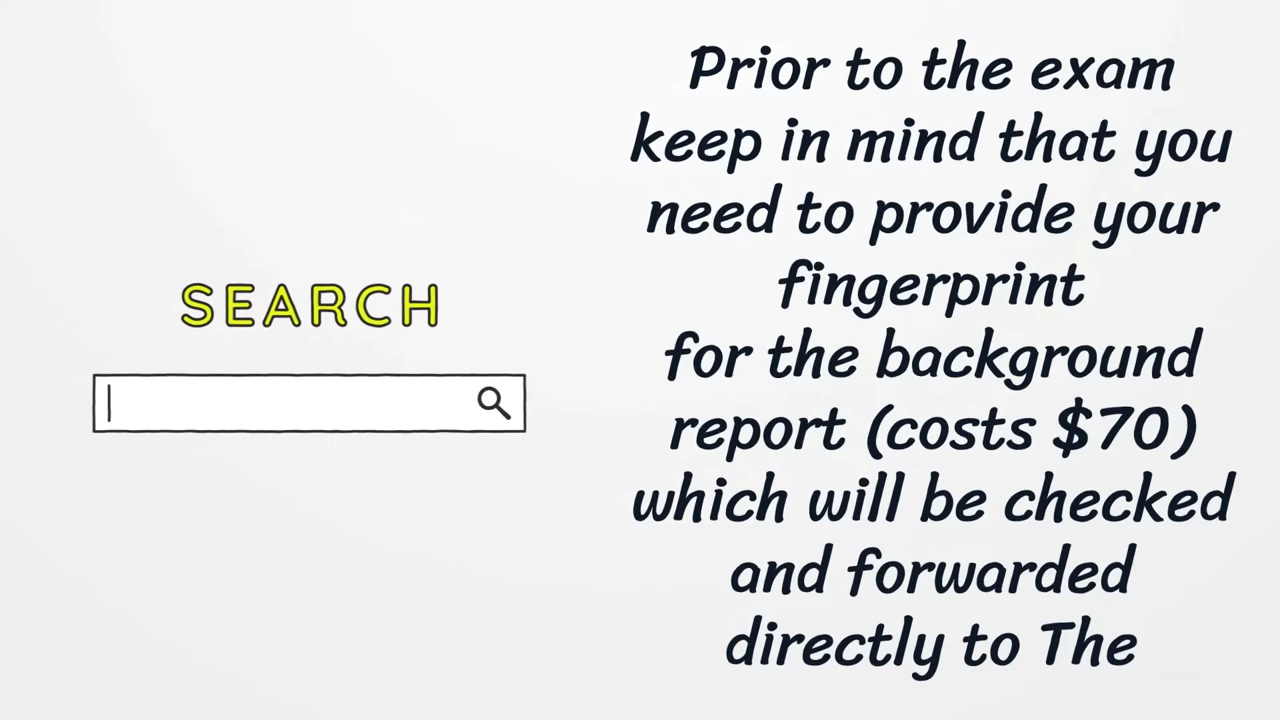 SEARCH
Prior to the exam
keep in mind that you
need to provide your
fingerprint
for the background
report (costs $70)
which will be checked
and forwarded
directly to The